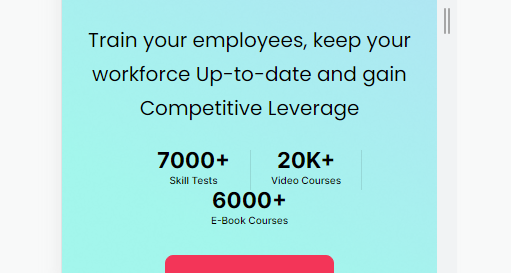 Train your employees, keep your
workforce Up-to-date and gain
Competitive Leverage
7000+ 20K+
Skill Tests Video Courses
6000+
E-Book Courses